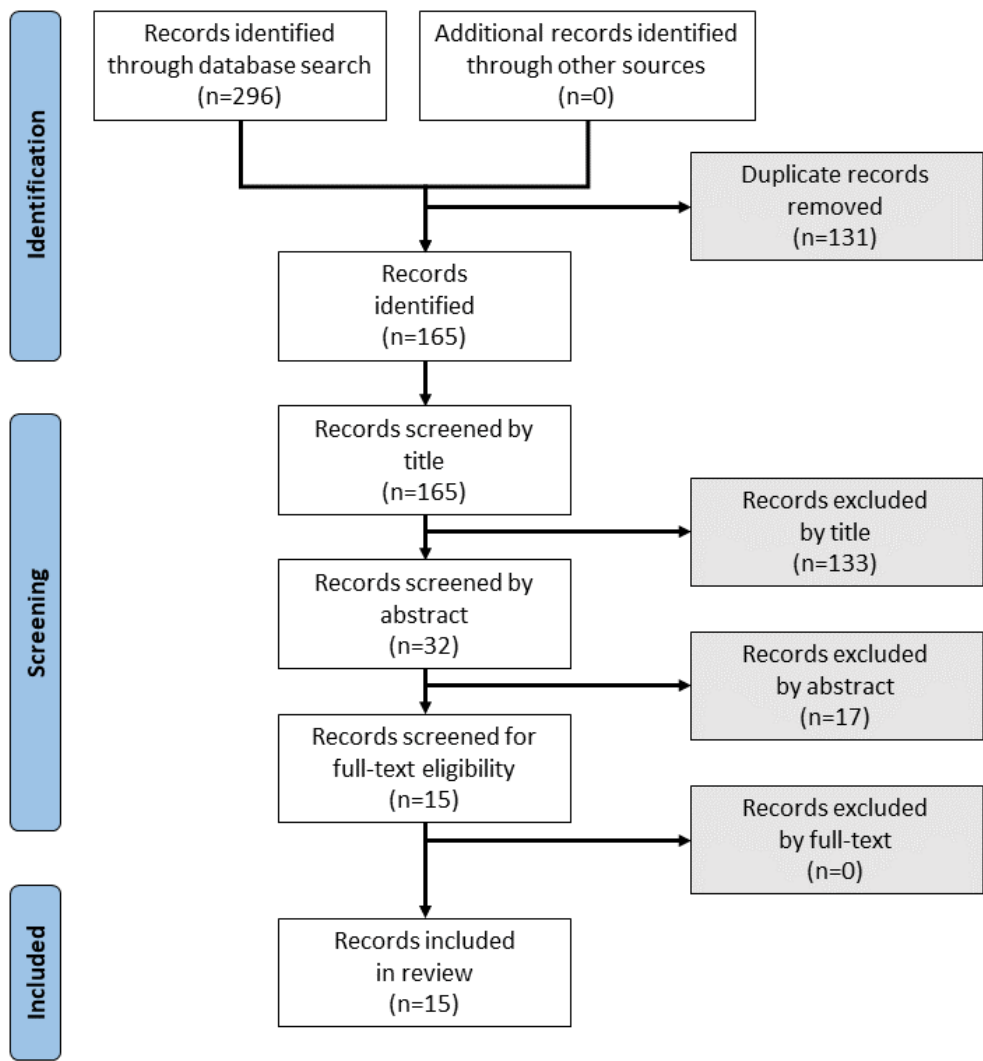 Identification
Records identified
through database search
(n=296)
Additional records identified
through other sources
(n=0)
Duplicate records
removed
(n=131)
Records
identified
(n=165)
Screening
Records screened by
title
(n=165)
Records excluded
by title
(n=133)
Records screened by
abstract
(n=32)
Records excluded
by abstract
(n=17)
Records screened for
full-text eligibility
(n=15)
Records excluded
by full-text
(n=0)
Included
Records included
in review
(n=15)